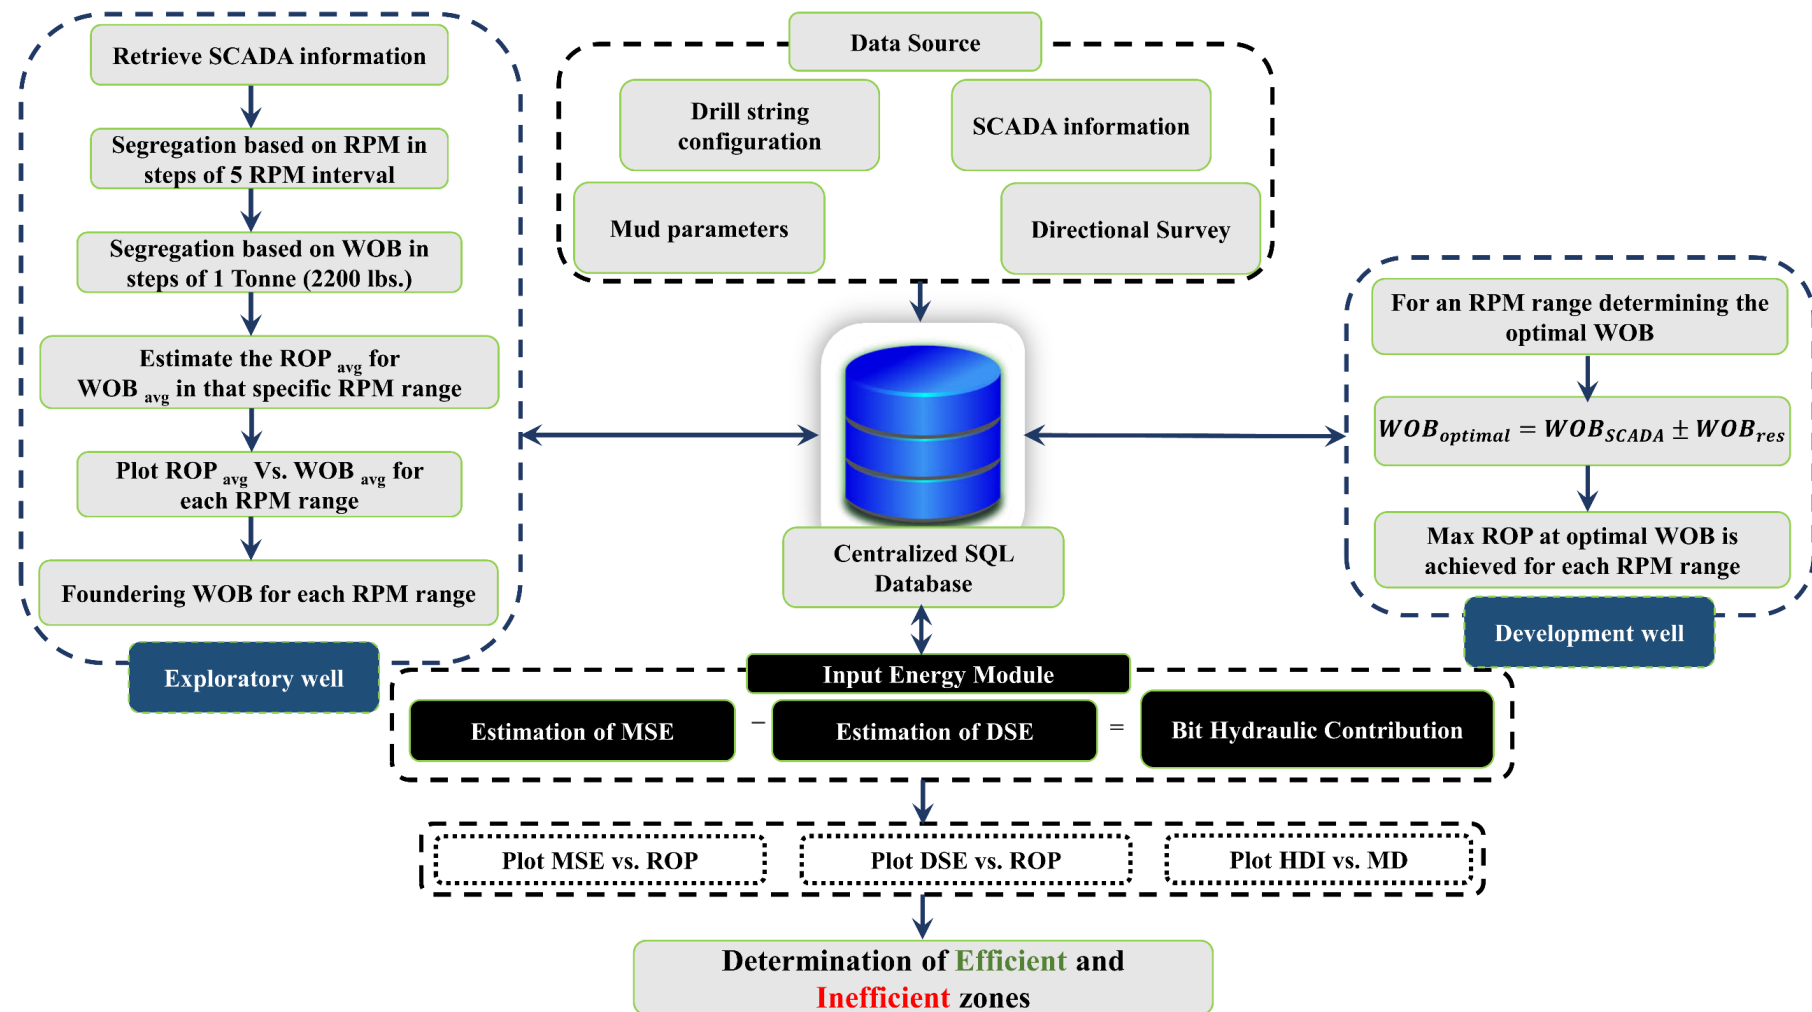 Retrieve SCADA information
Segregation based on RPM in
steps of 5 RPM interval
Segregation based on WOB in
steps of 1 Tonne (2200 lbs.)
Estimate the ROP avg for
WOB avg in that specific RPM range
Plot ROP avg Vs. WOB avg for
each RPM range
Foundering WOB for each RPM range
Exploratory well
Data Source
Drill string
configuration
SCADA information
Mud parameters
Directional Survey
Centralized SQL
Database
For an RPM range determining the
optimal WOB
WOBoptimal = WOBSCADA ± WOBres
Max ROP at optimal WOB is
achieved for each RPM range
Development well
Input Energy Module
Estimation of MSE
−
Estimation of DSE
=
Bit Hydraulic Contribution
Plot MSE vs. ROP
Plot DSE vs. ROP
Plot HDI vs. MD
Determination of Efficient and
Inefficient zones